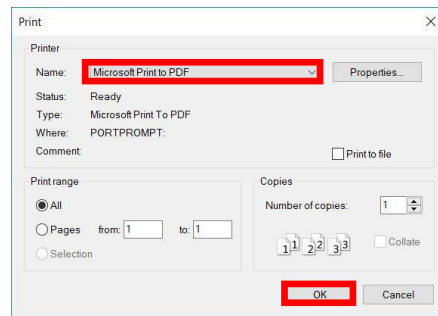 Print
Printer
Name: Microsoft Print to PDF Properties...
Status: Ready
Type: Microsoft Print To PDF
Where: PORTPROMPT:
Comment: Print to file
Print range
All
Pages from: 1 to: 1
Selection
Copies
Number of copies: 1
1 1 2 2 3 3 Collate
OK Cancel